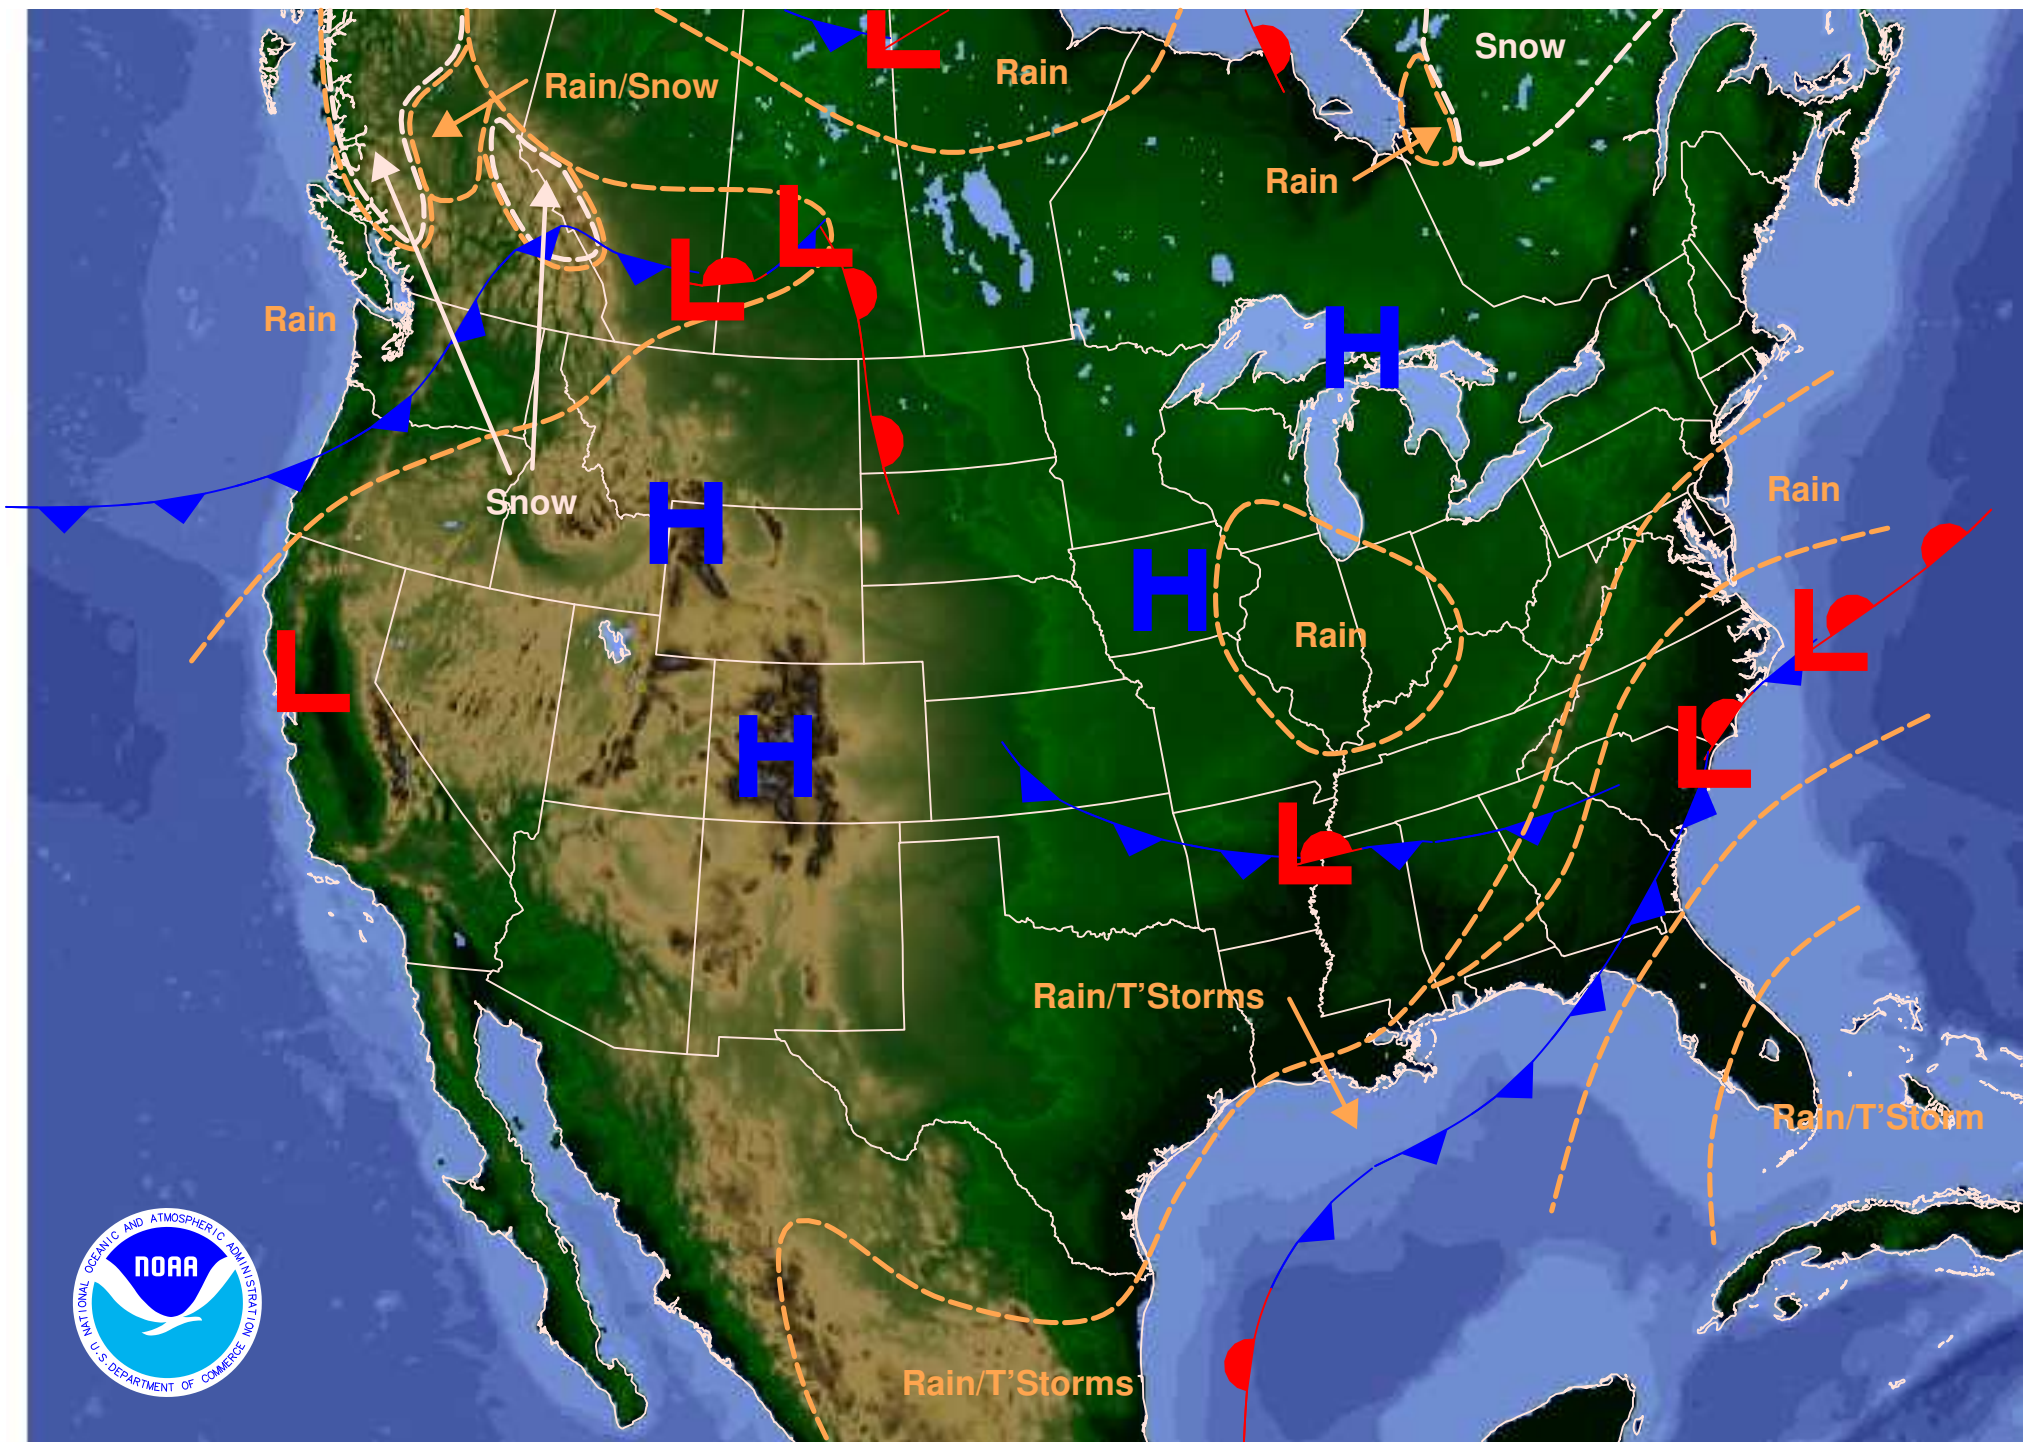 Snow
Rain/Snow
Rain
Rain
Rain
Rain
Snow
Rain
Rain
Rain/T'Storms
Rain/T'Storm
Rain/T'Storms
L
L
L
H
H
H
L
L
H
L
L
L
NATIONAL OCEANIC AND ATMOSPHERIC ADMINISTRATION
NOAA
U.S. DEPARTMENT OF COMMERCE